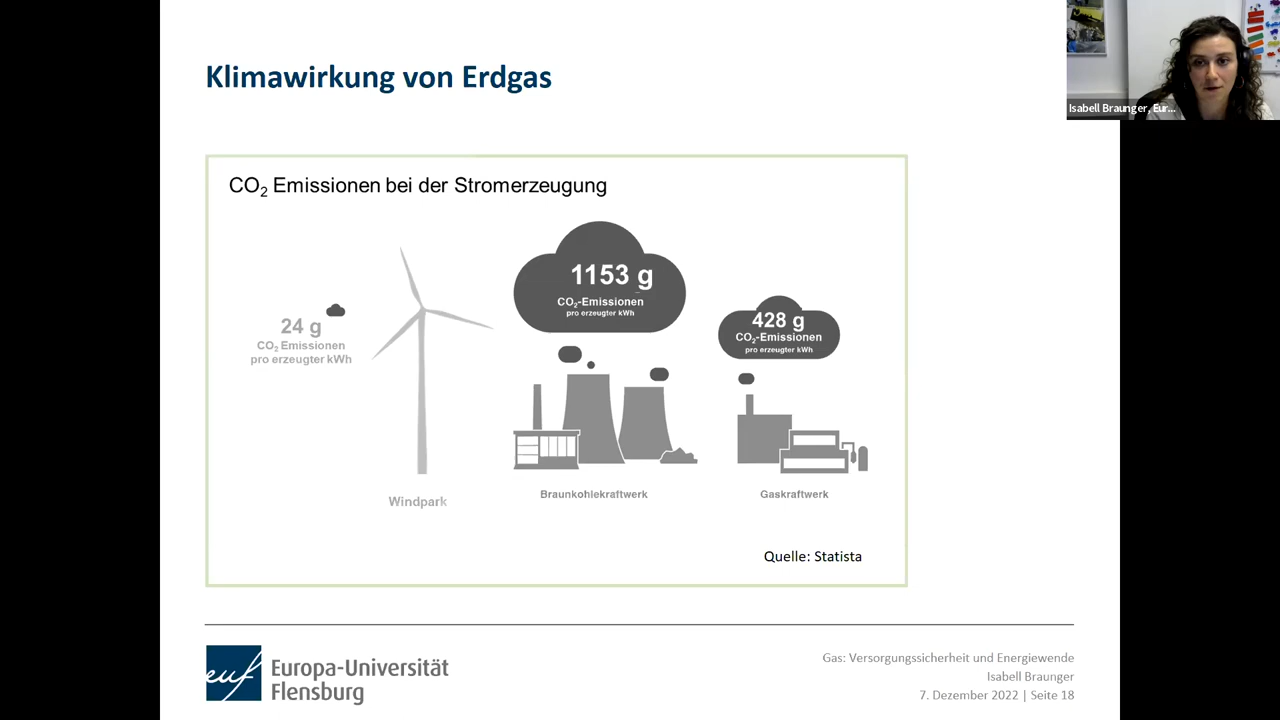 Klimawirkung von Erdgas
Isabell Braunger, Eur...
CO₂ Emissionen bei der Stromerzeugung
24 g
CO₂ Emissionen
pro erzeugter kWh
Windpark
1153 g
CO₂-Emissionen
pro erzeugter kWh
Braunkohlekraftwerk
428 g
CO₂-Emissionen
pro erzeugter kWh
Gaskraftwerk
Quelle: Statista
euf
Europa-Universität
Flensburg
Gas: Versorgungssicherheit und Energiewende
Isabell Braunger
7. Dezember 2022 | Seite 18